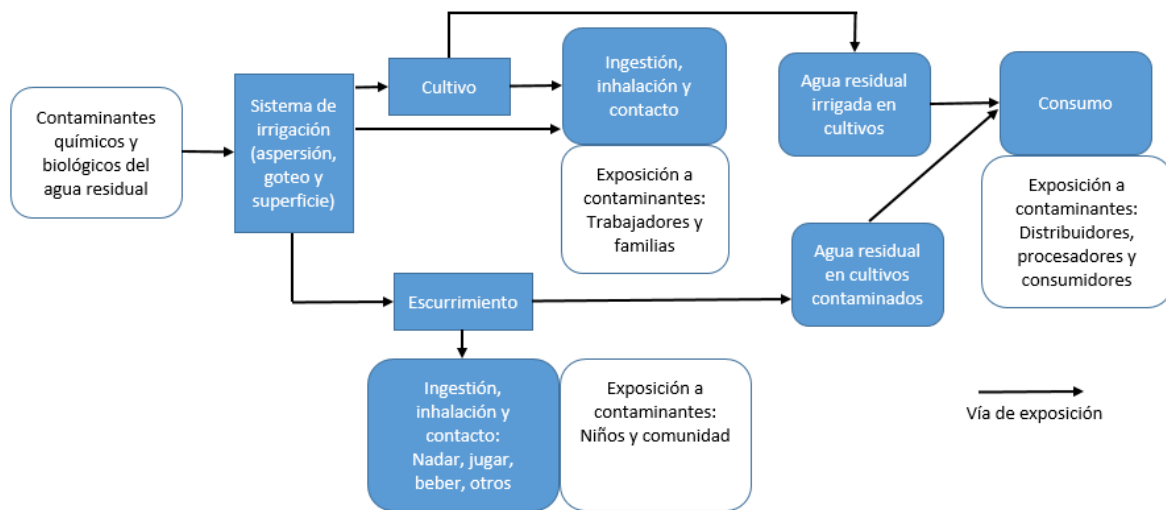 Contaminantes
químicos y
biológicos del
agua residual
Sistema de
irrigación
(aspersión,
goteo y
superficie)
Cultivo
Ingestión,
inhalación y
contacto
Exposición a
contaminantes:
Trabajadores y
familias
Agua residual
irrigada en
cultivos
Consumo
Exposición a
contaminantes:
Distribuidores,
procesadores y
consumidores
Agua residual
en cultivos
contaminados
Escurrimiento
Ingestión,
inhalación y
contacto:
Nadar, jugar,
beber, otros
Exposición a
contaminantes:
Niños y comunidad
Vía de exposición